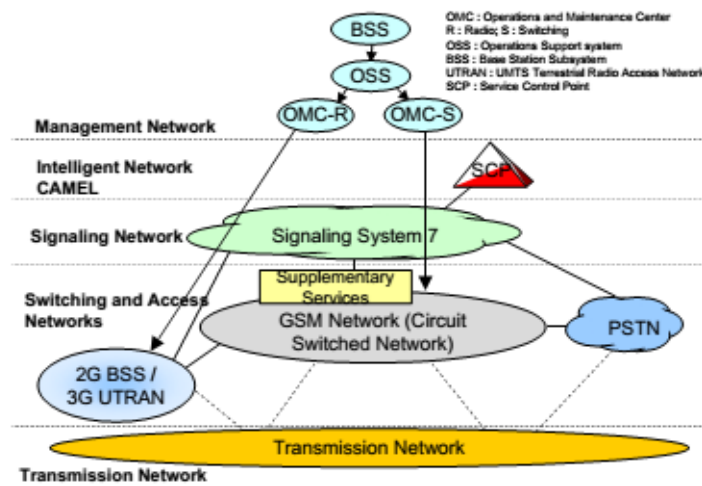 OMC : Operations and Maintenance Center
R : Radio; S : Switching
OSS : Operations Support system
BSS : Base Station Subsystem
UTRAN : UMTS Terrestrial Radio Access Network
SCP : Service Control Point
BSS
OSS
OMC-R
OMC-S
Management Network
Intelligent Network
CAMEL
SCP
Signaling Network
Signaling System 7
Supplementary
Services
Switching and Access
Networks
GSM Network (Circuit
Switched Network)
PSTN
2G BSS /
3G UTRAN
Transmission Network
Transmission Network